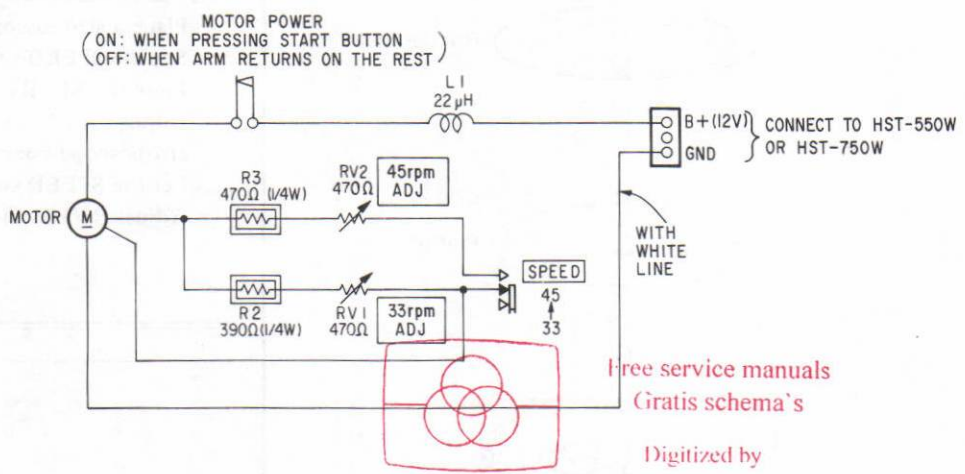 MOTOR POWER
(ON: WHEN PRESSING START BUTTON
OFF: WHEN ARM RETURNS ON THE REST)
L1
22μH
B+(12V)
GND
CONNECT TO HST-550W
OR HST-750W
R3
470Ω (1/4W)
RV2
470Ω
45rpm
ADJ
MOTOR
M
WITH
WHITE
LINE
SPEED
45
33
R2
390Ω(1/4W)
RV1
470Ω
33rpm
ADJ
Free service manuals
Gratis schema's
Digitized by